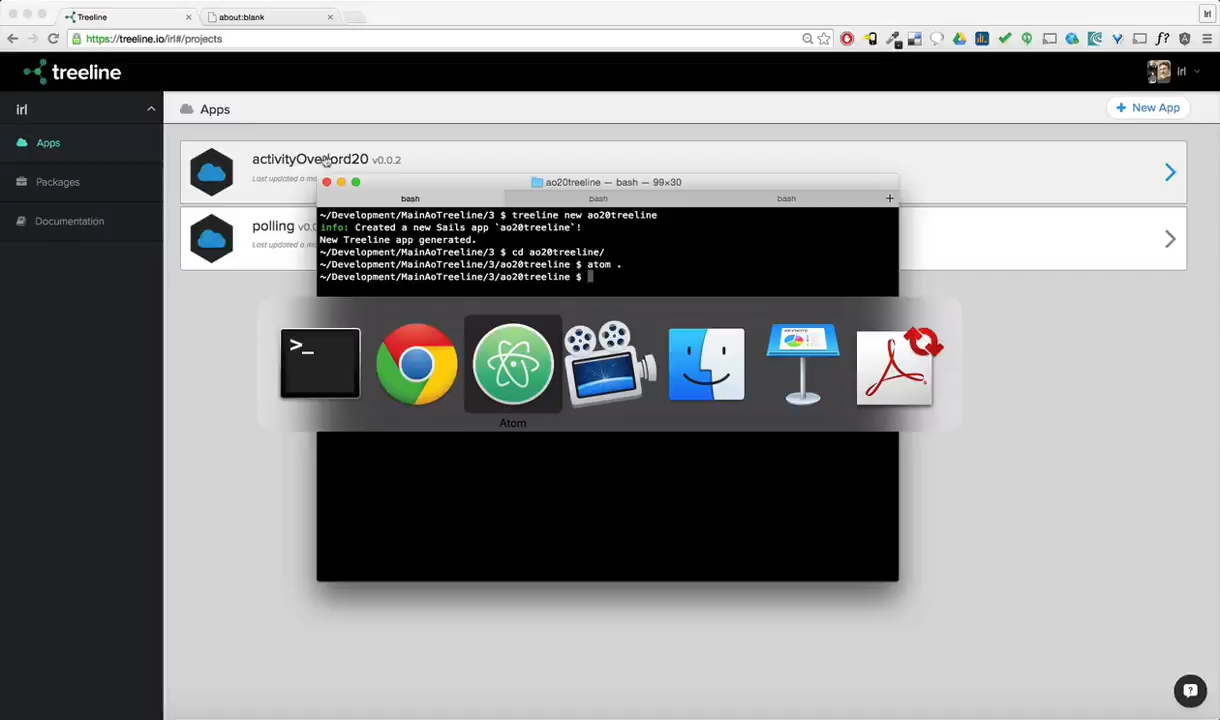 Treeline
about:blank
irl
https://treeline.io/irl#/projects
treeline
irl
irl
Apps
+ New App
Apps
Packages
Documentation
activityOverlord20 v0.0.2
polling
ao20treeline — bash — 99×30
bash
bash
bash
+
~/Development/MainAoTreeline/3 $ treeline new ao20treeline
info: Created a new Sails app `ao20treeline`!
New Treeline app generated.
~/Development/MainAoTreeline/3 $ cd ao20treeline/
~/Development/MainAoTreeline/3/ao20treeline $ atom .
~/Development/MainAoTreeline/3/ao20treeline $
>_
Atom